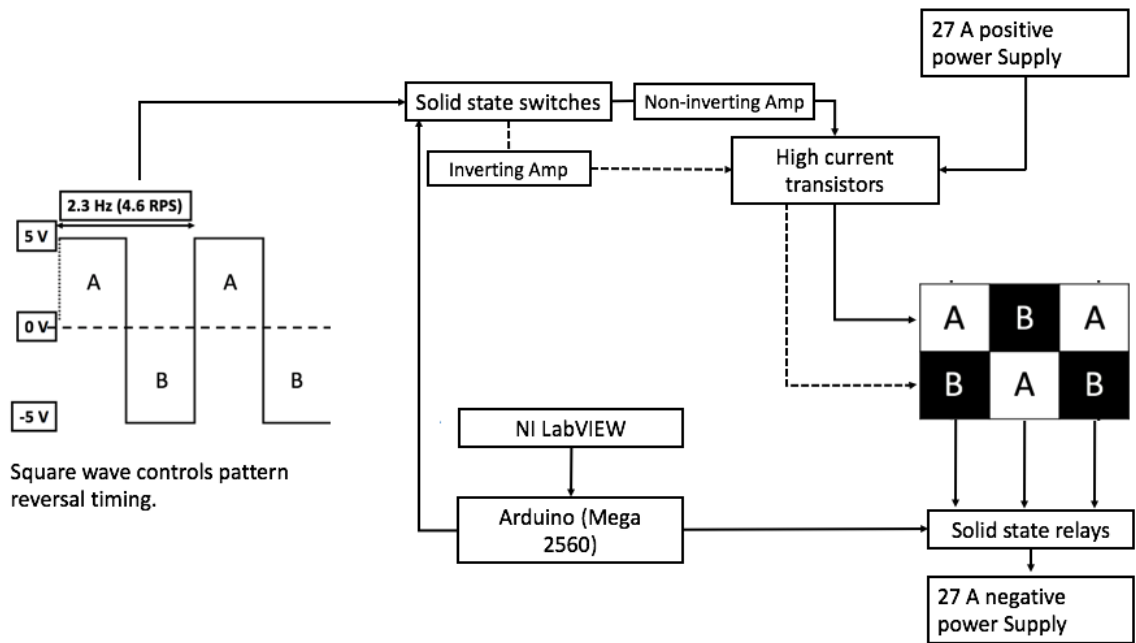 27 A positive
power Supply
Solid state switches
Non-inverting Amp
Inverting Amp
High current
transistors
2.3 Hz (4.6 RPS)
5 V
A
A
0 V
B
B
-5 V
Square wave controls pattern
reversal timing.
A B A
B A B
NI LabVIEW
Arduino (Mega
2560)
Solid state relays
27 A negative
power Supply